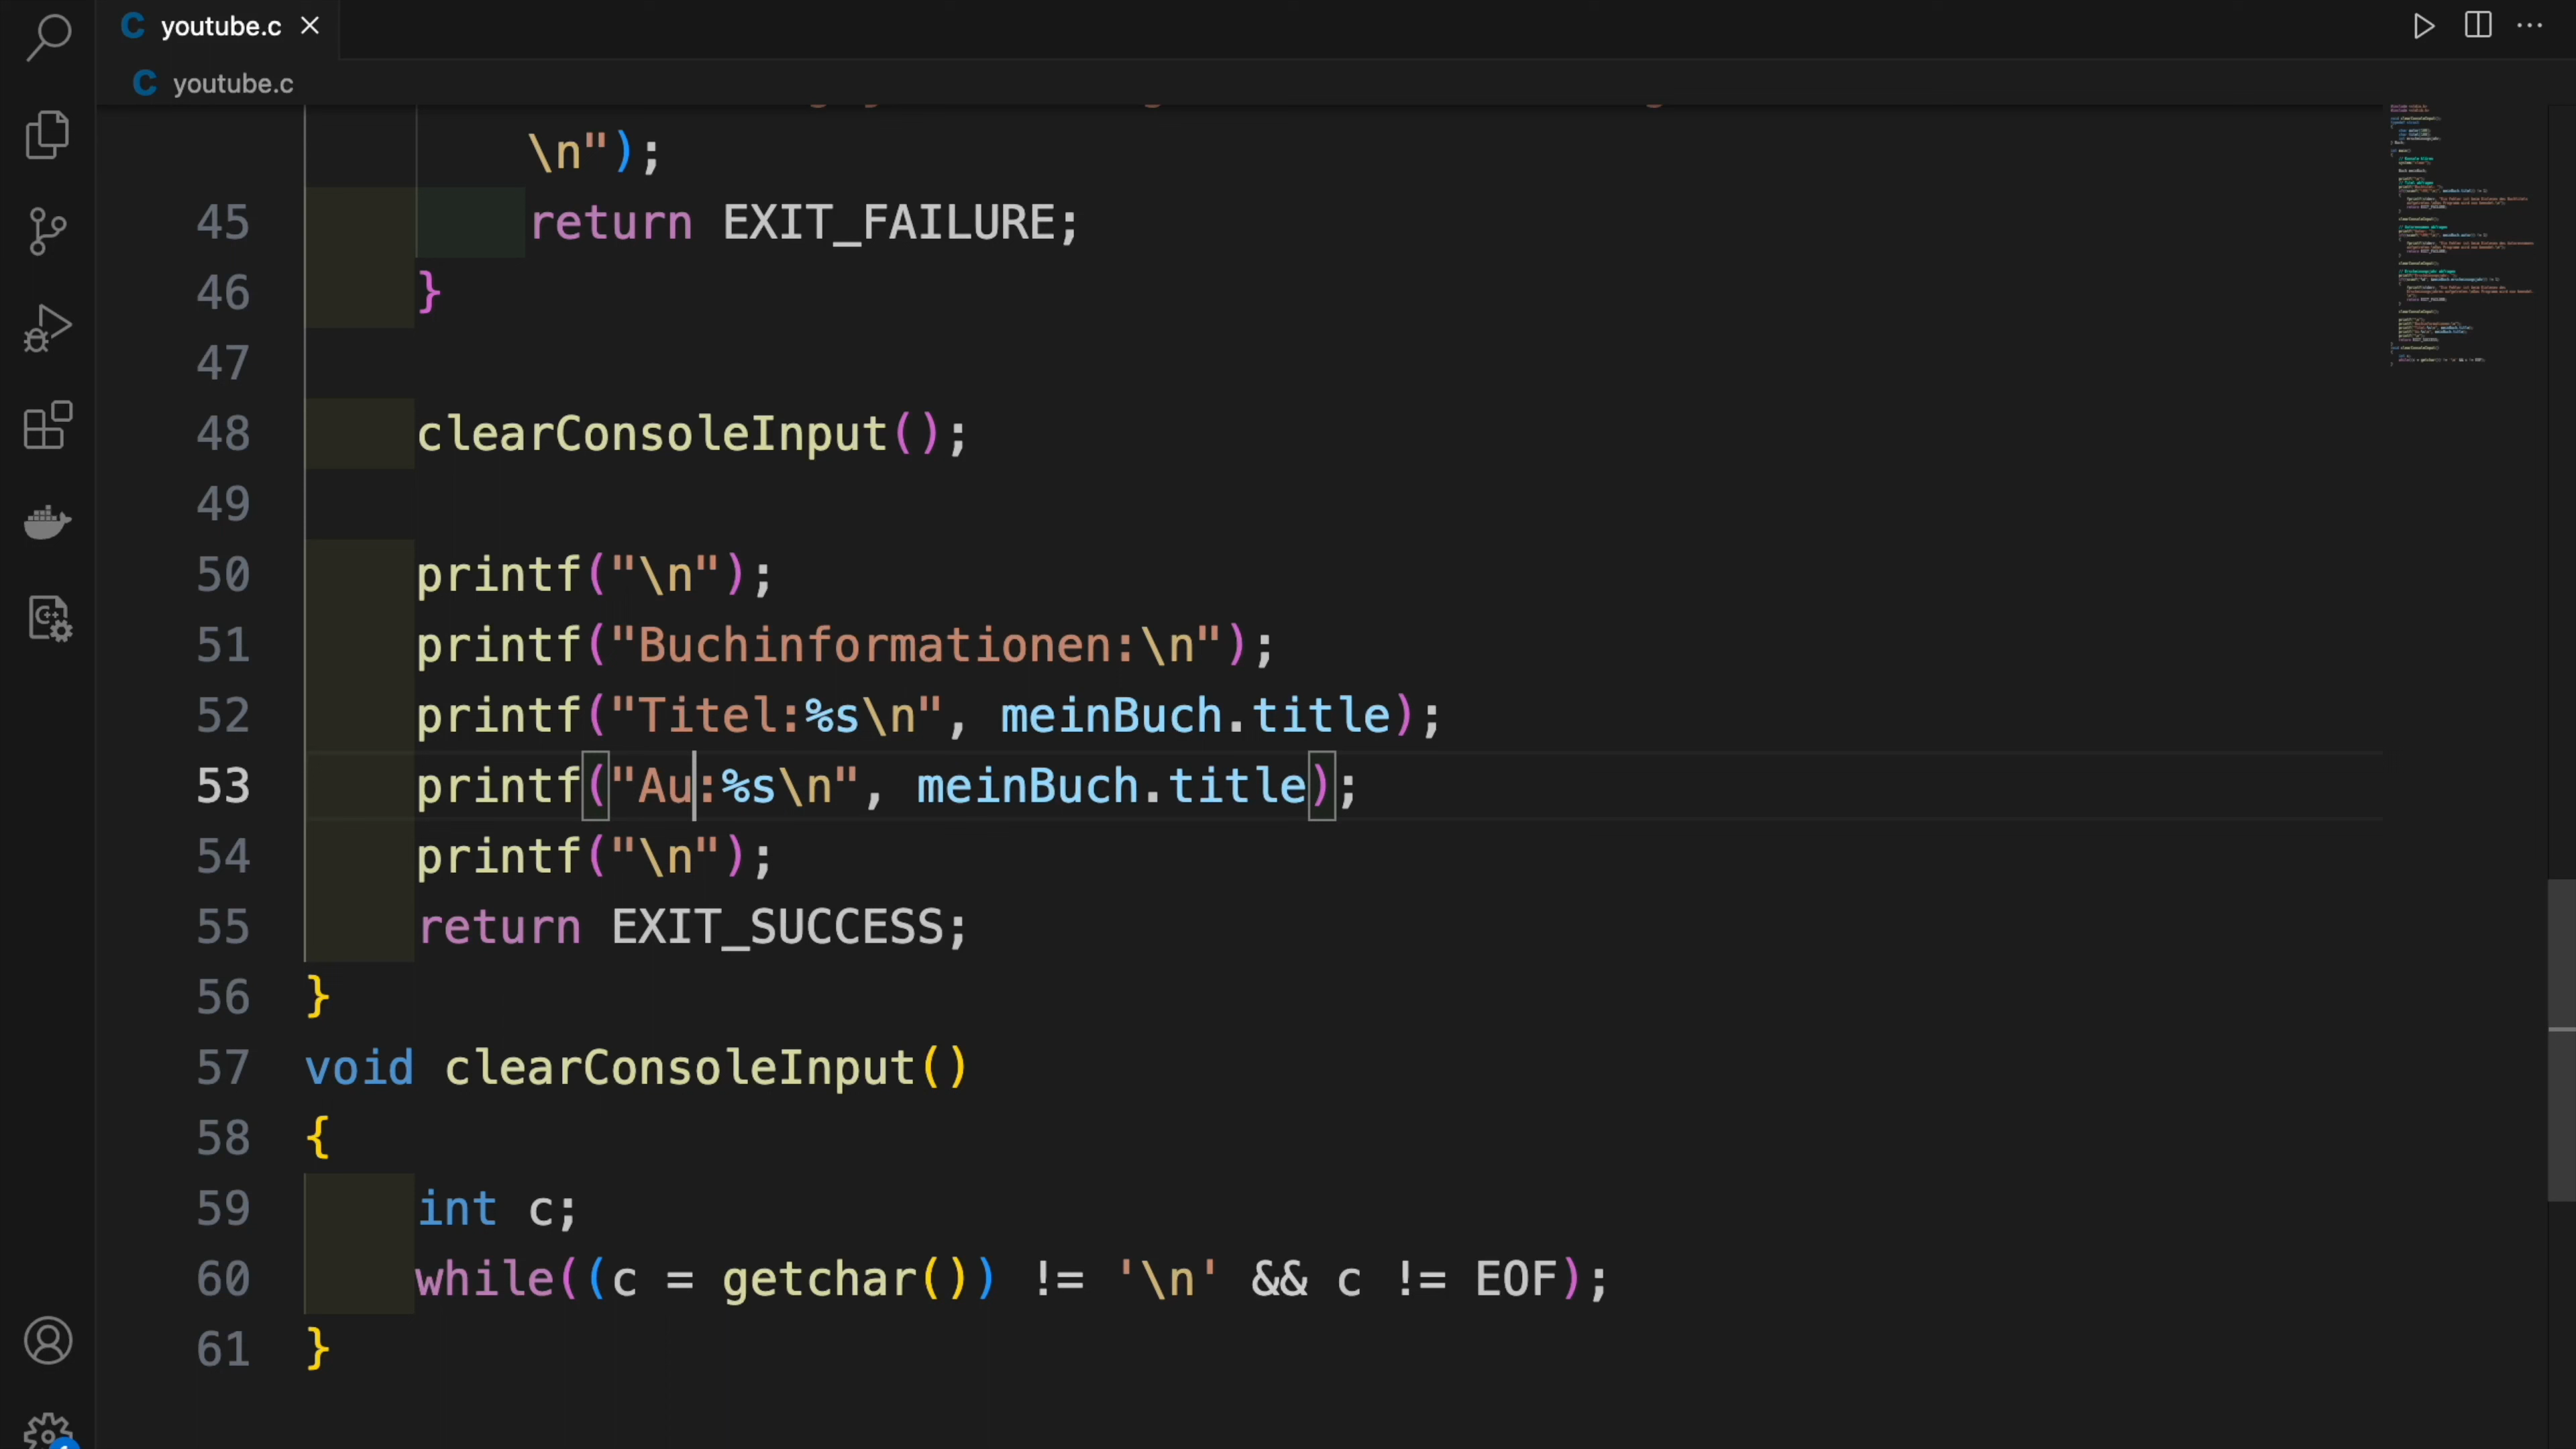 youtube.c
youtube.c
\n");
45 return EXIT_FAILURE;
46 }
47
48 clearConsoleInput();
49
50 printf("\n");
51 printf("Buchinformationen:\n");
52 printf("Titel:%s\n", meinBuch.title);
53 printf("Au:%s\n", meinBuch.title);
54 printf("\n");
55 return EXIT_SUCCESS;
56 }
57 void clearConsoleInput()
58 {
59 int c;
60 while((c = getchar()) != '\n' && c != EOF);
61 }